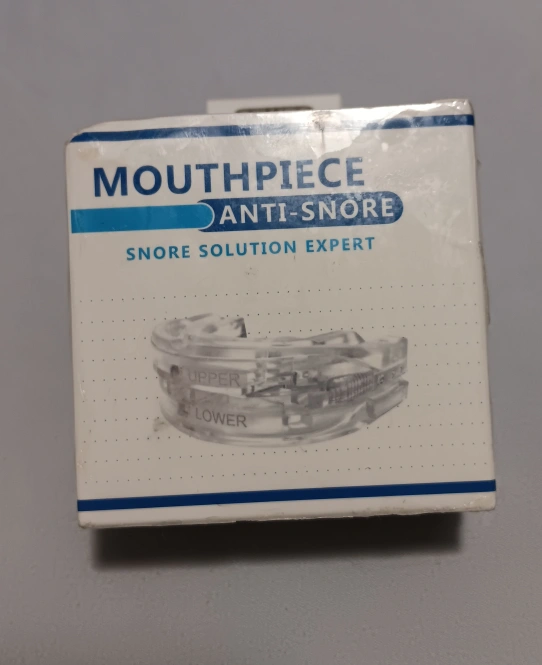 MOUTHPIECE
ANTI-SNORE
SNORE SOLUTION EXPERT
UPPER
LOWER